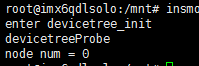 root@imx6qdlsolo:/mnt# insmo
enter devicetree_init
devicetreeProbe
node num = 0